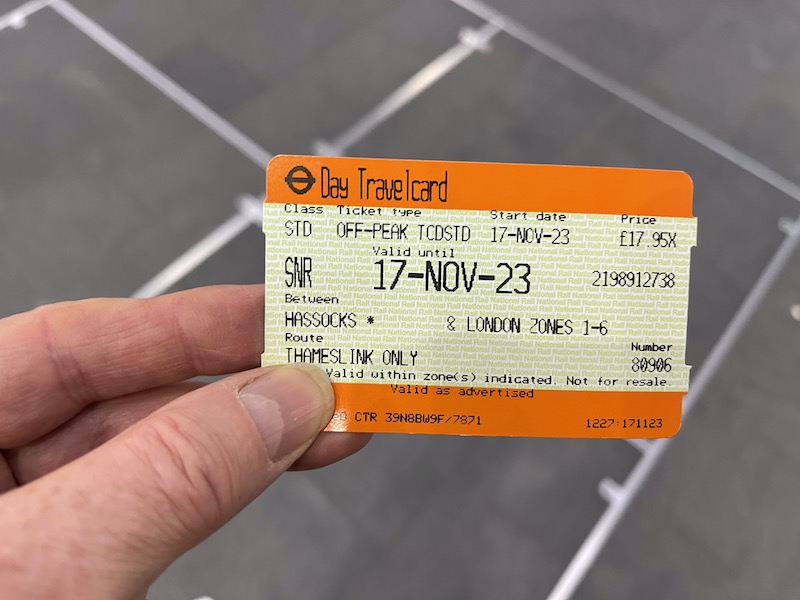 Day Travelcard
Class Ticket type Start date Price
STD OFF-PEAK TCDSTD 17-NOV-23 £17.95X
Valid until
SNR 17-NOV-23 2198912738
Between
HASSOCKS * & LONDON ZONES 1-6
Route Number
THAMESLINK ONLY 80906
Valid within zone(s) indicated. Not for resale.
Valid as advertised
CTR 39N8BW9F/7871 1227:171123